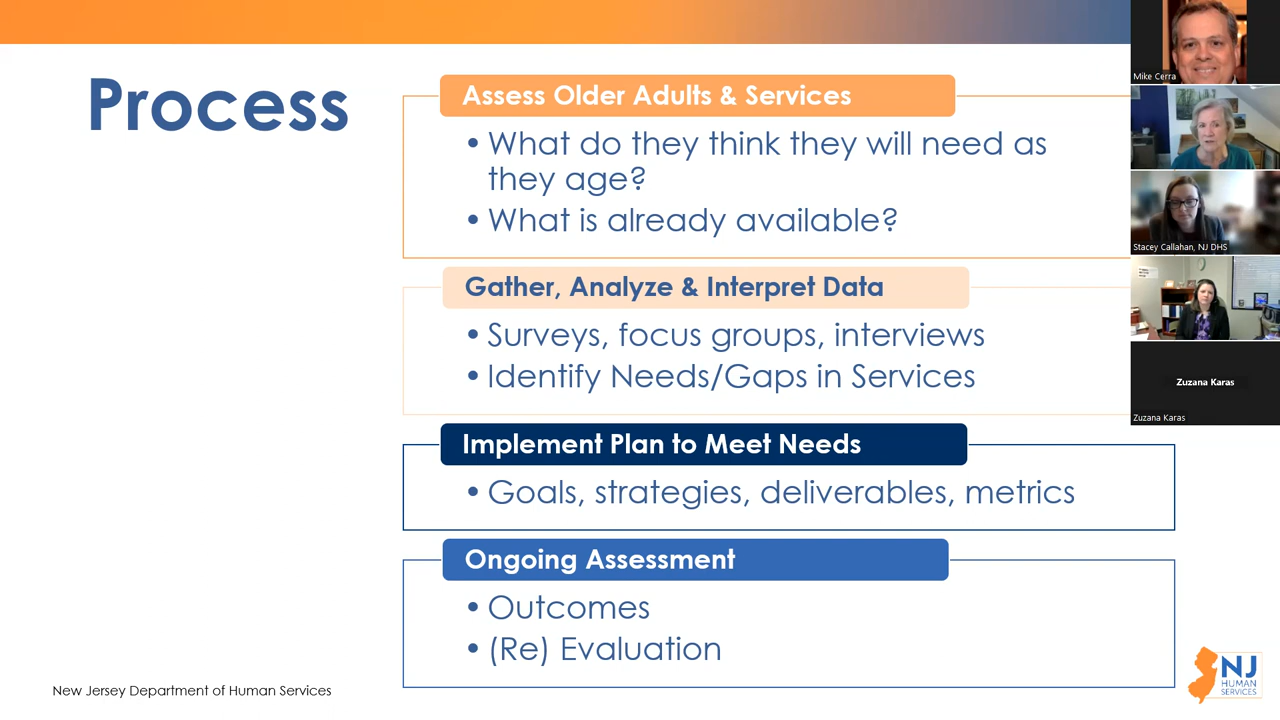 Process
Assess Older Adults & Services
• What do they think they will need as
they age?
• What is already available?
Gather, Analyze & Interpret Data
• Surveys, focus groups, interviews
• Identify Needs/Gaps in Services
Implement Plan to Meet Needs
• Goals, strategies, deliverables, metrics
Ongoing Assessment
• Outcomes
• (Re) Evaluation
New Jersey Department of Human Services
NJ
HUMAN
SERVICES
Mike Cerra
Stacey Callahan, NJ DHS
Zuzana Karas
Zuzana Karas